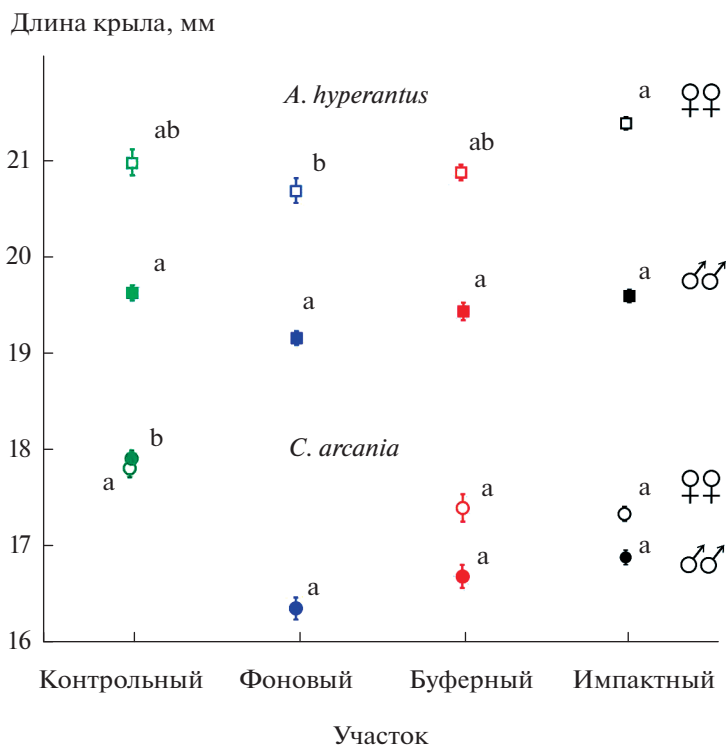 Длина крыла, мм
A. hyperantus
a
♀♀
ab
b
ab
21
20
a
a
a
a
♂♂
19
18
b
C. arcania
a
a
a
♀♀
17
a
a
a
♂♂
16
Контрольный Фоновый Буферный Импактный
Участок